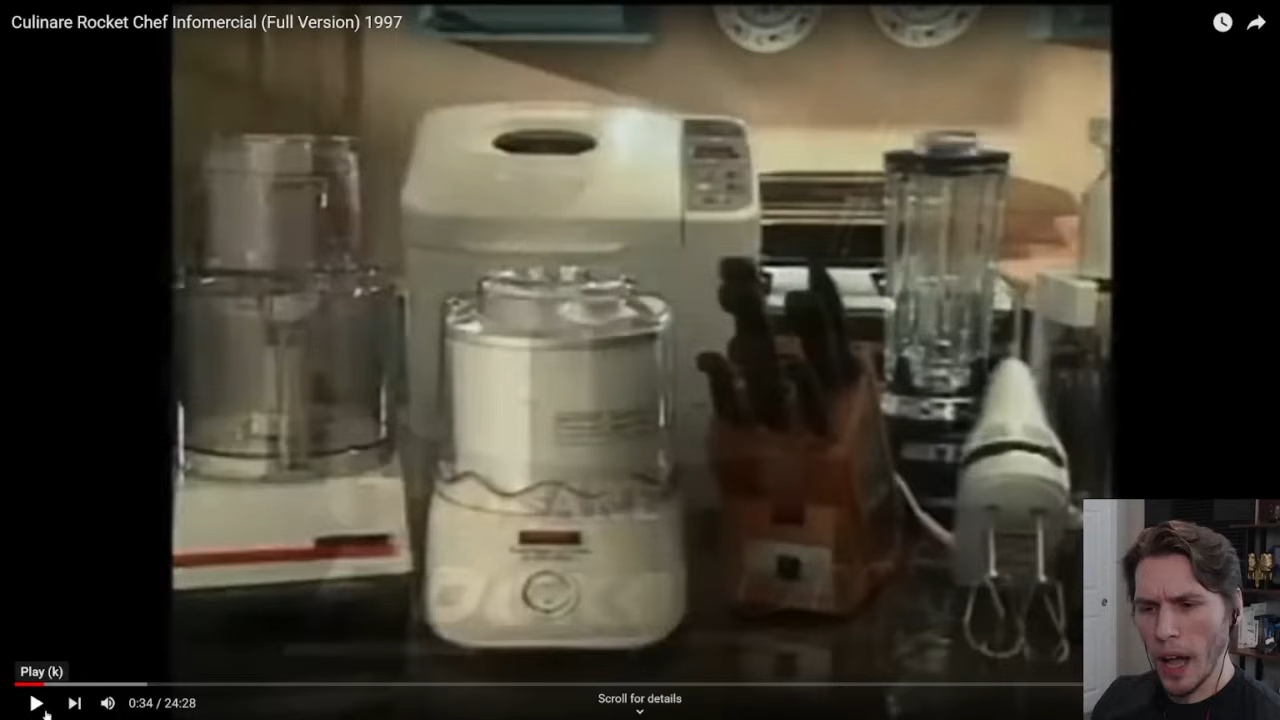 Culinare Rocket Chef Infomercial (Full Version) 1997
Play (k)
0:34 / 24:28
Scroll for details